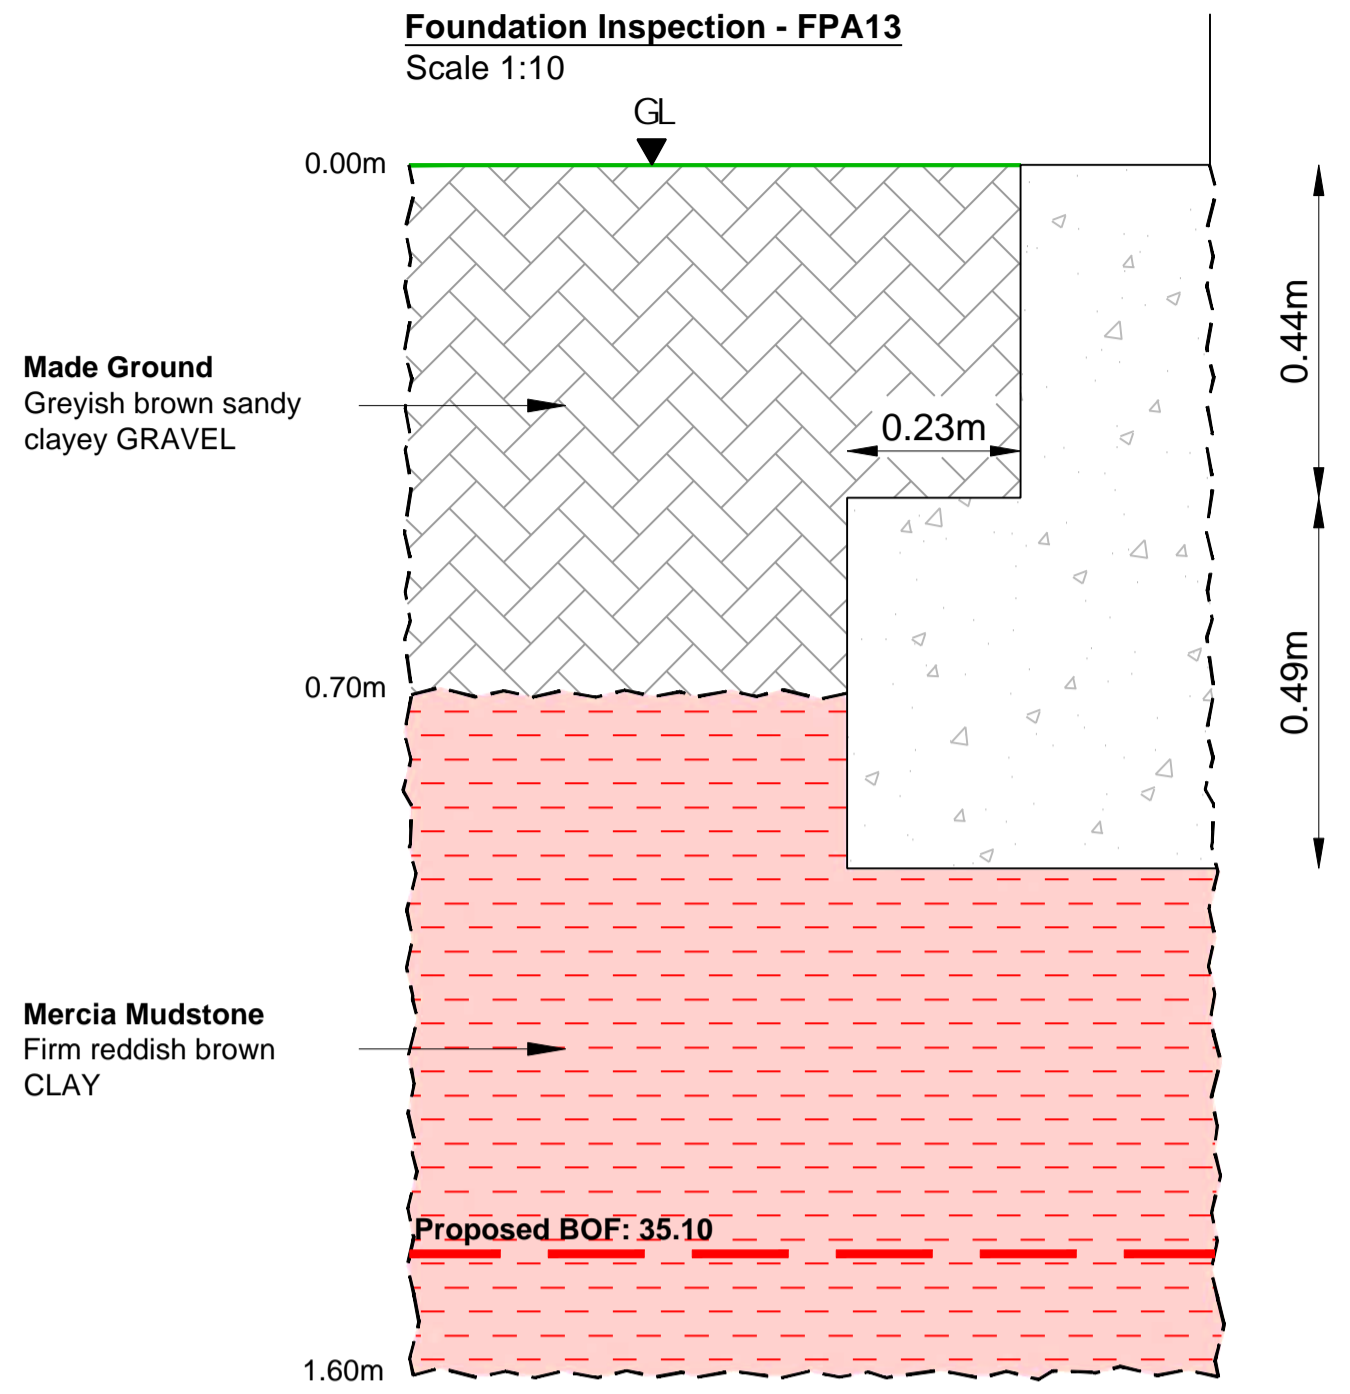 Foundation Inspection - FPA13
Scale 1:10
GL
0.00m
0.44m
Made Ground
Greyish brown sandy
clayey GRAVEL
0.23m
0.70m
0.49m
Mercia Mudstone
Firm reddish brown
CLAY
Proposed BOF: 35.10
1.60m